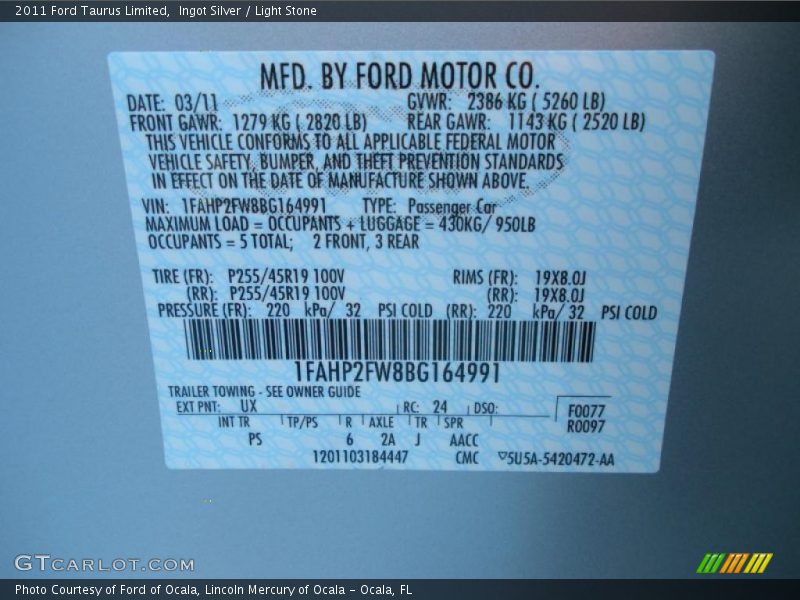 2011 Ford Taurus Limited,  Ingot Silver / Light Stone
MFD. BY FORD MOTOR CO.
DATE: 03/11 GVWR: 2386 KG ( 5260 LB)
FRONT GAWR: 1279 KG ( 2820 LB) REAR GAWR: 1143 KG ( 2520 LB)
THIS VEHICLE CONFORMS TO ALL APPLICABLE FEDERAL MOTOR
VEHICLE SAFETY, BUMPER, AND THEFT PREVENTION STANDARDS
IN EFFECT ON THE DATE OF MANUFACTURE SHOWN ABOVE.
VIN: 1FAHP2FW8BG164991 TYPE: Passenger Car
MAXIMUM LOAD = OCCUPANTS + LUGGAGE = 430KG/ 950LB
OCCUPANTS = 5 TOTAL; 2 FRONT, 3 REAR
TIRE (FR): P255/45R19 100V RIMS (FR): 19X8.0J
(RR): P255/45R19 100V (RR): 19X8.0J
PRESSURE (FR): 220 kPa/ 32 PSI COLD (RR): 220 kPa/ 32 PSI COLD
1FAHP2FW8BG164991
TRAILER TOWING - SEE OWNER GUIDE
EXT PNT: UX RC: 24 DSO: F0077
INT TR TP/PS R AXLE TR SPR R0097
PS 6 2A J AACC
1201103184447 CMC ▽5U5A-5420472-AA
GTCARLOT.COM
Photo Courtesy of Ford of Ocala, Lincoln Mercury of Ocala – Ocala, FL